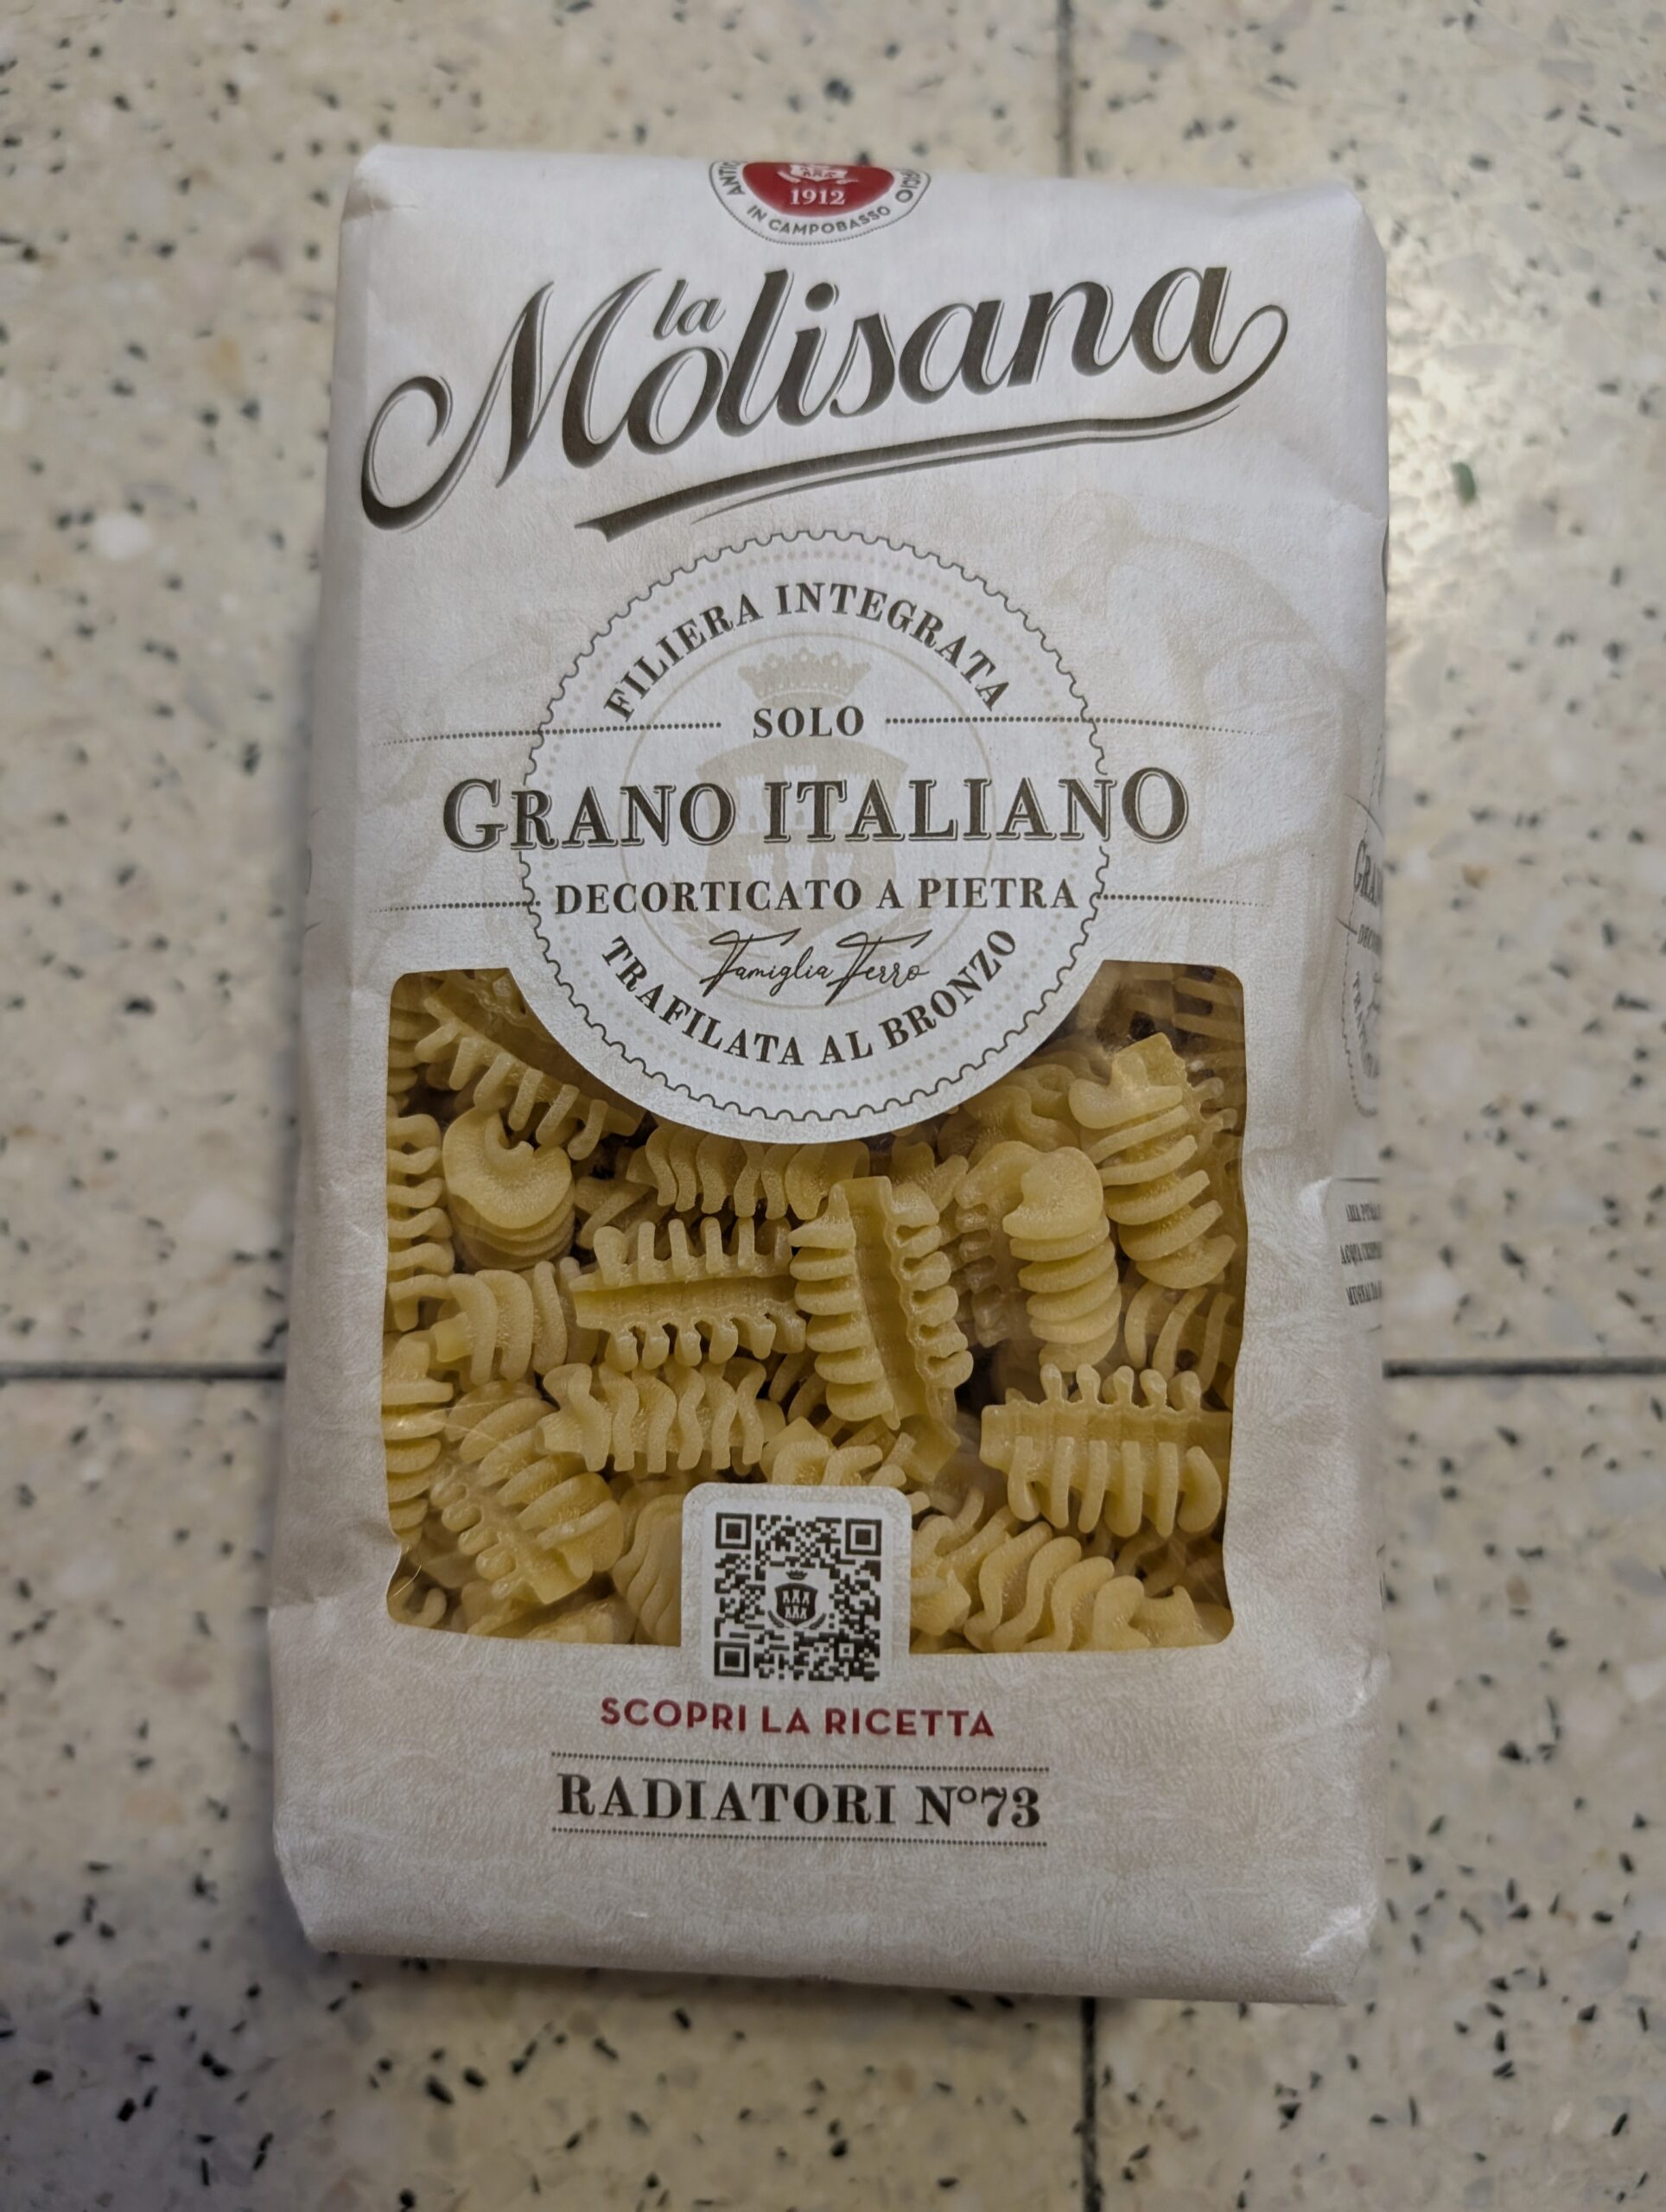 1912
IN CAMPOBASSO
la
Molisana
FILIERA INTEGRATA
SOLO
GRANO ITALIANO
DECORTICATO A PIETRA
Famiglia Ferro
TRAFILATA AL BRONZO
SCOPRI LA RICETTA
RADIATORI Nº73